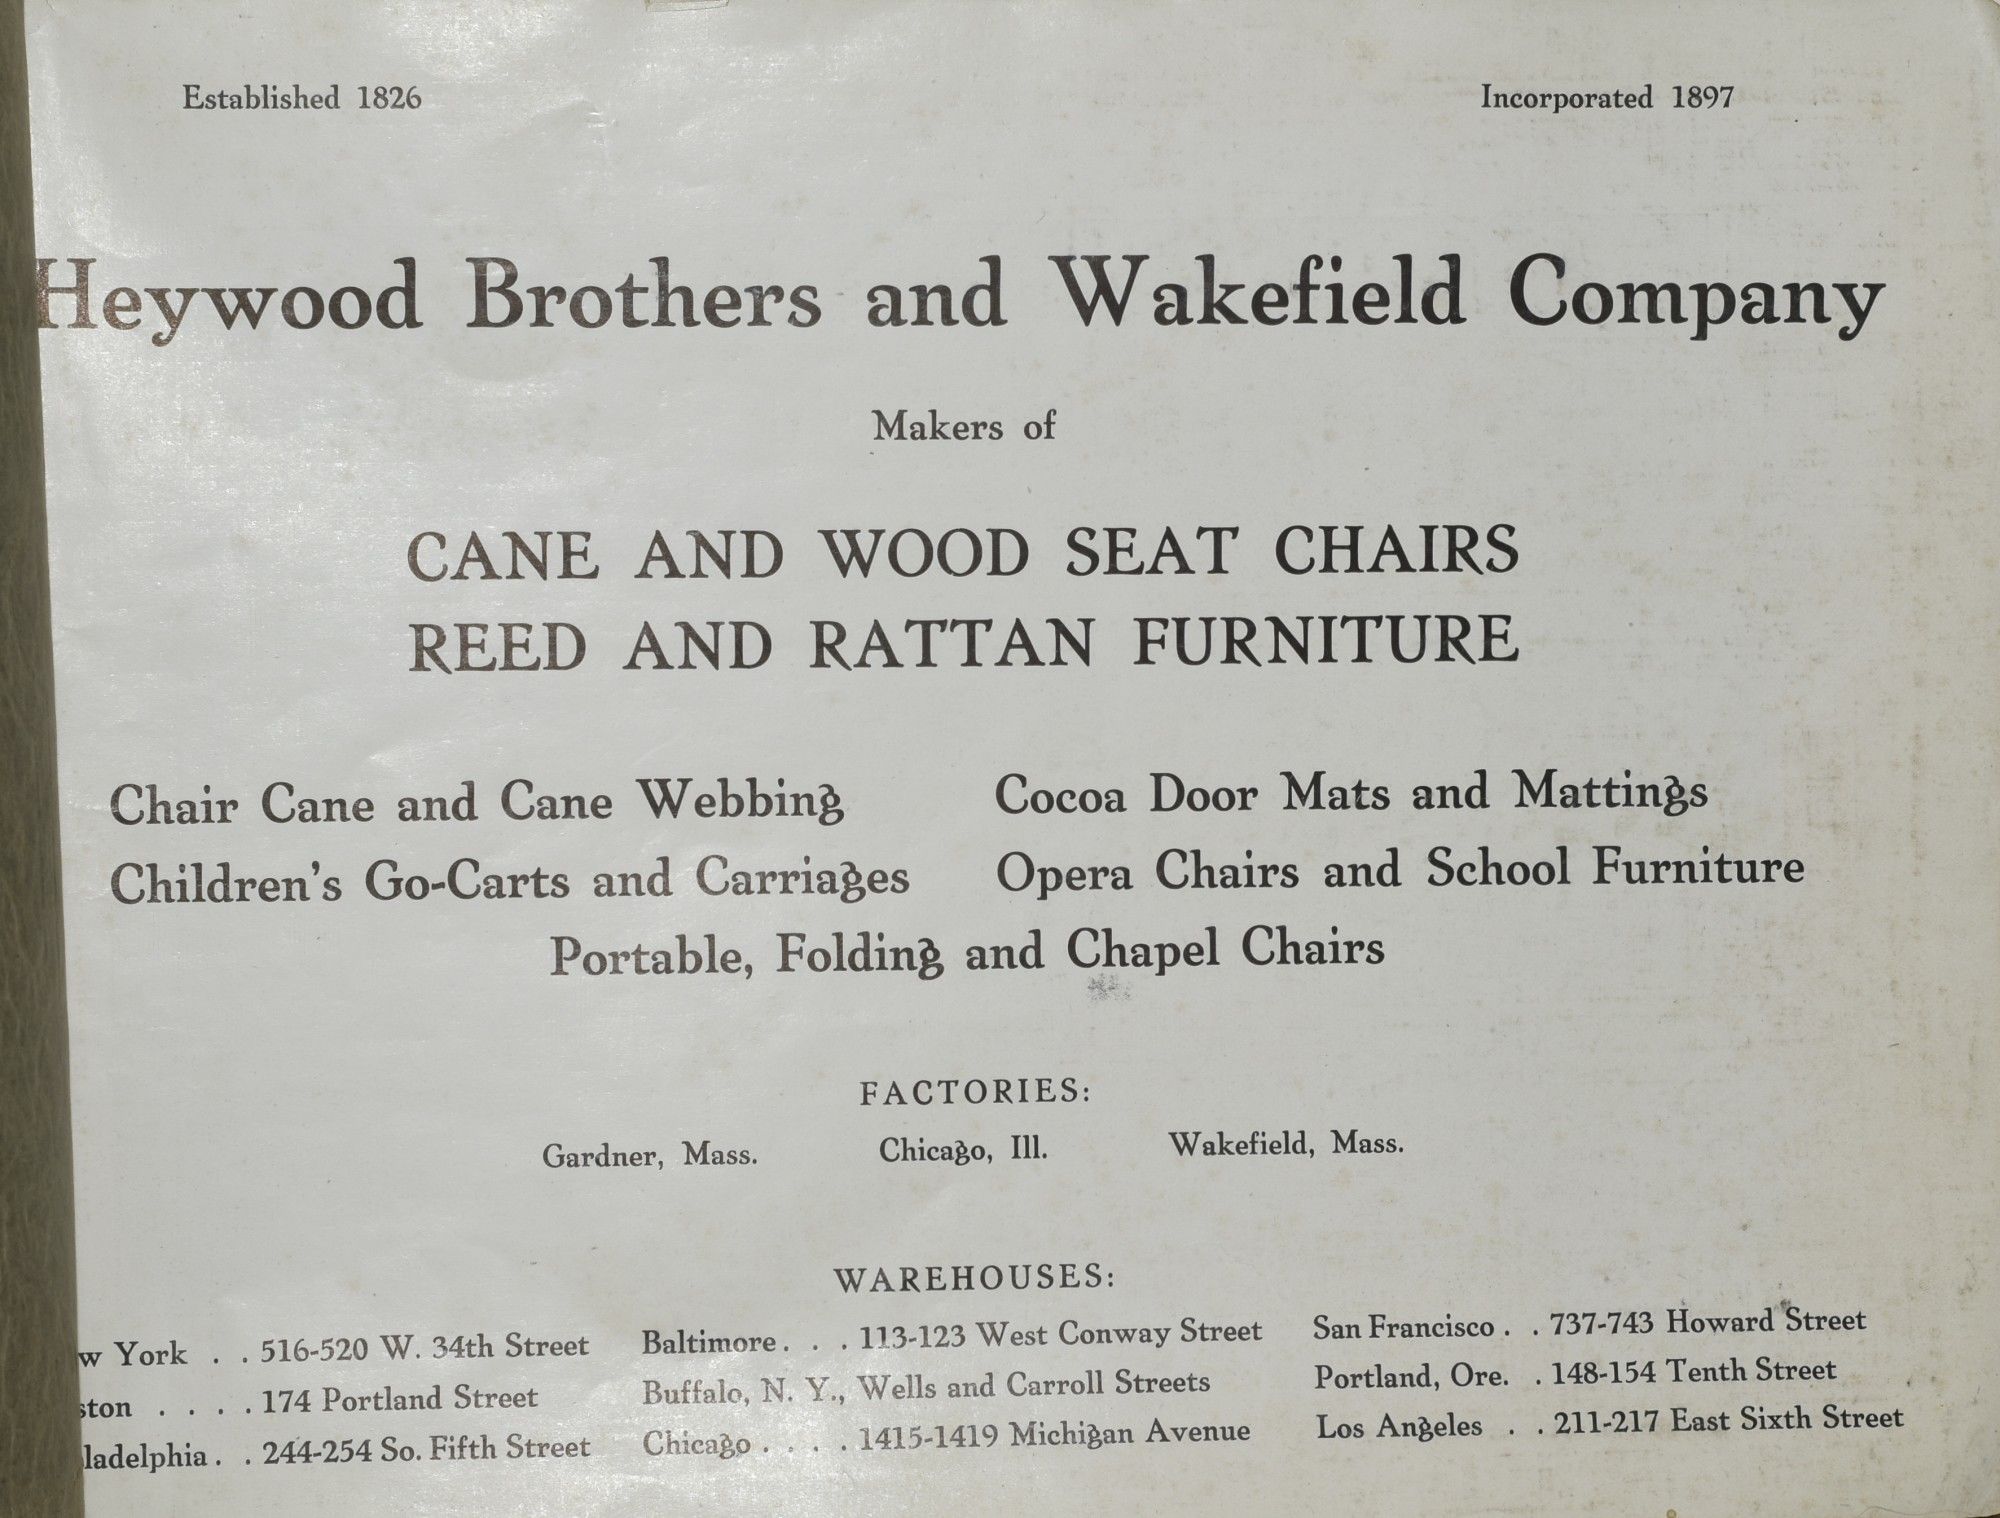 Established 1826 Incorporated 1897
Heywood Brothers and Wakefield Company
Makers of
CANE AND WOOD SEAT CHAIRS
REED AND RATTAN FURNITURE
Chair Cane and Cane Webbing Cocoa Door Mats and Mattings
Children's Go-Carts and Carriages Opera Chairs and School Furniture
Portable, Folding and Chapel Chairs
FACTORIES:
Gardner, Mass. Chicago, Ill. Wakefield, Mass.
WAREHOUSES:
w York . . 516-520 W. 34th Street Baltimore . . . 113-123 West Conway Street San Francisco . . 737-743 Howard Street
ston . . . . 174 Portland Street Buffalo, N. Y., Wells and Carroll Streets Portland, Ore. . 148-154 Tenth Street
ladelphia . . 244-254 So. Fifth Street Chicago . . . . 1415-1419 Michigan Avenue Los Angeles . . 211-217 East Sixth Street